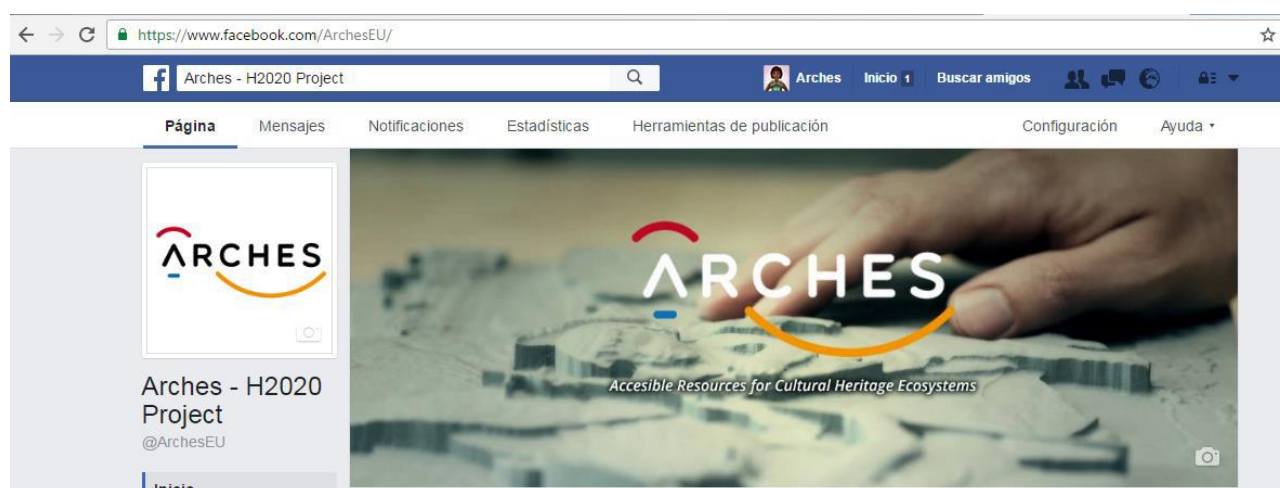 https://www.facebook.com/ArchesEU/
f Arches - H2020 Project Arches Inicio 1 Buscar amigos
Página Mensajes Notificaciones Estadísticas Herramientas de publicación Configuración Ayuda
ARCHES
ARCHES
Accesible Resources for Cultural Heritage Ecosystems
Arches - H2020
Project
@ArchesEU
Inicio